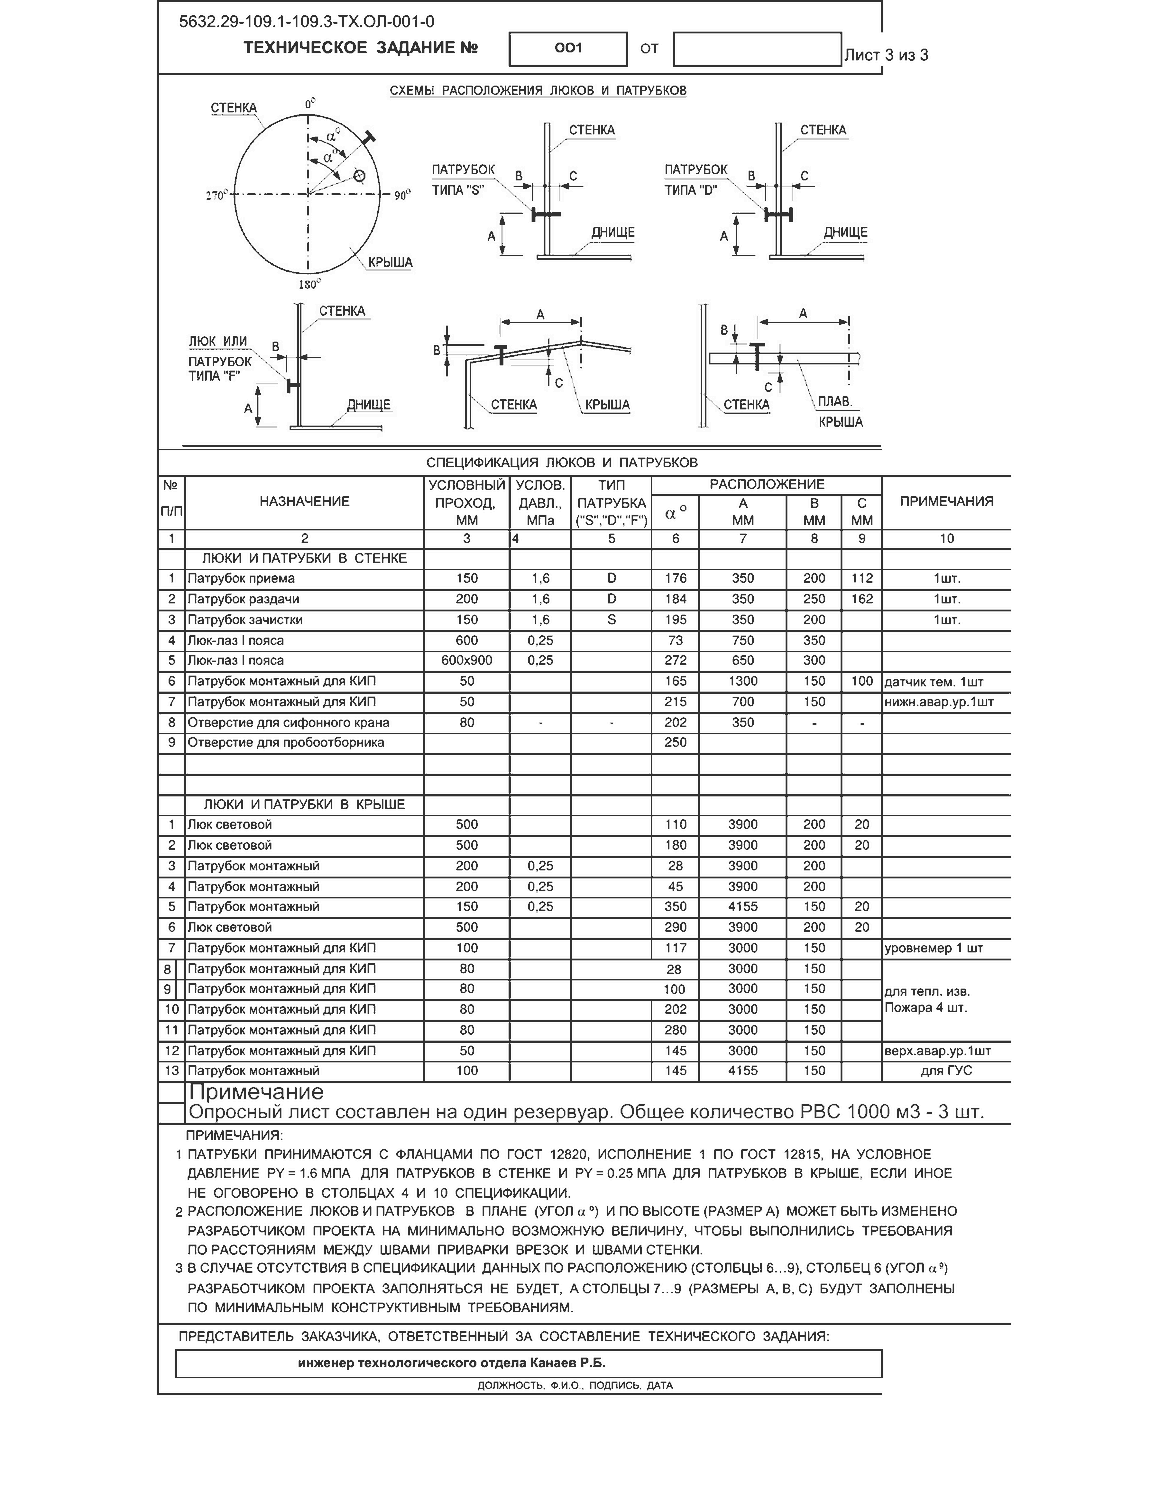 5632.29-109.1-109.3-ТХ.ОЛ-001-0
ТЕХНИЧЕСКОЕ ЗАДАНИЕ № 001 ОТ
Лист 3 из 3
СХЕМЫ РАСПОЛОЖЕНИЯ ЛЮКОВ И ПАТРУБКОВ
СТЕНКА 0° α° α° 270° 90° КРЫША 180°
СТЕНКА ПАТРУБОК ТИПА "S" В С А ДНИЩЕ
СТЕНКА ПАТРУБОК ТИПА "D" В С А ДНИЩЕ
СТЕНКА ЛЮК ИЛИ ПАТРУБОК ТИПА "F" В А ДНИЩЕ
А В С СТЕНКА КРЫША
А В С СТЕНКА ПЛАВ. КРЫША
СПЕЦИФИКАЦИЯ ЛЮКОВ И ПАТРУБКОВ
№ П/П НАЗНАЧЕНИЕ УСЛОВНЫЙ ПРОХОД, ММ УСЛОВ. ДАВЛ., МПа ТИП ПАТРУБКА ("S","D","F") РАСПОЛОЖЕНИЕ α° А ММ В ММ С ММ ПРИМЕЧАНИЯ
1 2 3 4 5 6 7 8 9 10
ЛЮКИ И ПАТРУБКИ В СТЕНКЕ
1 Патрубок приема 150 1,6 D 176 350 200 112 1шт.
2 Патрубок раздачи 200 1,6 D 184 350 250 162 1шт.
3 Патрубок зачистки 150 1,6 S 195 350 200 1шт.
4 Люк-лаз I пояса 600 0,25 73 750 350
5 Люк-лаз I пояса 600х900 0,25 272 650 300
6 Патрубок монтажный для КИП 50 165 1300 150 100 датчик тем. 1шт
7 Патрубок монтажный для КИП 50 215 700 150 нижн.авар.ур.1шт
8 Отверстие для сифонного крана 80 - - 202 350 - -
9 Отверстие для пробоотборника 250
ЛЮКИ И ПАТРУБКИ В КРЫШЕ
1 Люк световой 500 110 3900 200 20
2 Люк световой 500 180 3900 200 20
3 Патрубок монтажный 200 0,25 28 3900 200
4 Патрубок монтажный 200 0,25 45 3900 200
5 Патрубок монтажный 150 0,25 350 4155 150 20
6 Люк световой 500 290 3900 200 20
7 Патрубок монтажный для КИП 100 117 3000 150 уровнемер 1 шт
8 Патрубок монтажный для КИП 80 28 3000 150
9 Патрубок монтажный для КИП 80 100 3000 150 для тепл. изв.
10 Патрубок монтажный для КИП 80 202 3000 150 Пожара 4 шт.
11 Патрубок монтажный для КИП 80 280 3000 150
12 Патрубок монтажный для КИП 50 145 3000 150 верх.авар.ур.1шт
13 Патрубок монтажный 100 145 4155 150 для ГУС
Примечание
Опросный лист составлен на один резервуар. Общее количество РВС 1000 м3 - 3 шт.
ПРИМЕЧАНИЯ:
1 ПАТРУБКИ ПРИНИМАЮТСЯ С ФЛАНЦАМИ ПО ГОСТ 12820, ИСПОЛНЕНИЕ 1 ПО ГОСТ 12815, НА УСЛОВНОЕ
ДАВЛЕНИЕ PY = 1.6 МПА ДЛЯ ПАТРУБКОВ В СТЕНКЕ И PY = 0.25 МПА ДЛЯ ПАТРУБКОВ В КРЫШЕ, ЕСЛИ ИНОЕ
НЕ ОГОВОРЕНО В СТОЛБЦАХ 4 И 10 СПЕЦИФИКАЦИИ.
2 РАСПОЛОЖЕНИЕ ЛЮКОВ И ПАТРУБКОВ В ПЛАНЕ (УГОЛ α °) И ПО ВЫСОТЕ (РАЗМЕР А) МОЖЕТ БЫТЬ ИЗМЕНЕНО
РАЗРАБОТЧИКОМ ПРОЕКТА НА МИНИМАЛЬНО ВОЗМОЖНУЮ ВЕЛИЧИНУ, ЧТОБЫ ВЫПОЛНИЛИСЬ ТРЕБОВАНИЯ
ПО РАССТОЯНИЯМ МЕЖДУ ШВАМИ ПРИВАРКИ ВРЕЗОК И ШВАМИ СТЕНКИ.
3 В СЛУЧАЕ ОТСУТСТВИЯ В СПЕЦИФИКАЦИИ ДАННЫХ ПО РАСПОЛОЖЕНИЮ (СТОЛБЦЫ 6...9), СТОЛБЕЦ 6 (УГОЛ α °)
РАЗРАБОТЧИКОМ ПРОЕКТА ЗАПОЛНЯТЬСЯ НЕ БУДЕТ, А СТОЛБЦЫ 7...9 (РАЗМЕРЫ А, В, С) БУДУТ ЗАПОЛНЕНЫ
ПО МИНИМАЛЬНЫМ КОНСТРУКТИВНЫМ ТРЕБОВАНИЯМ.
ПРЕДСТАВИТЕЛЬ ЗАКАЗЧИКА, ОТВЕТСТВЕННЫЙ ЗА СОСТАВЛЕНИЕ ТЕХНИЧЕСКОГО ЗАДАНИЯ:
инженер технологического отдела Канаев Р.Б.
ДОЛЖНОСТЬ, Ф.И.О., ПОДПИСЬ, ДАТА